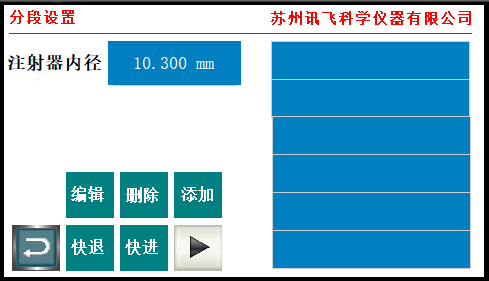 分段设置
苏州讯飞科学仪器有限公司
注射器内径 10.300 mm
编辑 删除 添加
快退 快进